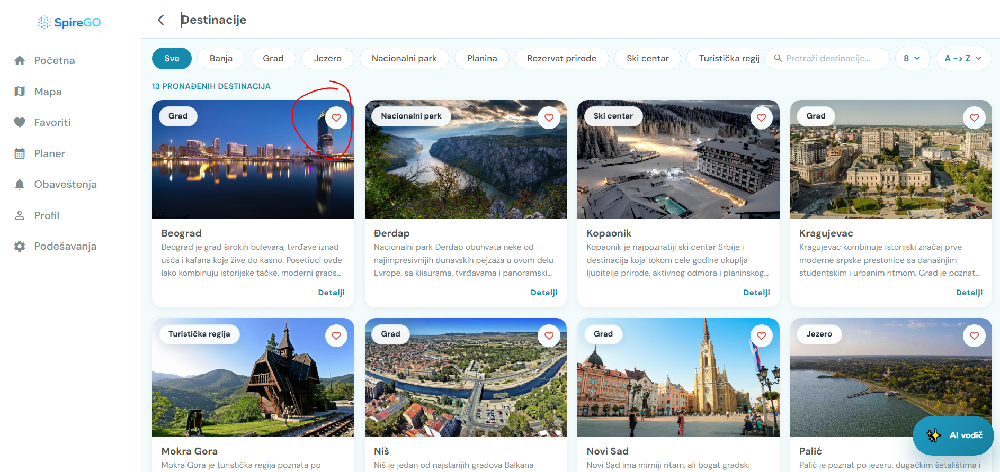 SpireGO
Destinacije
Početna
Mapa
Favoriti
Planer
Obaveštenja
Profil
Podešavanja
Sve
Banja
Grad
Jezero
Nacionalni park
Planina
Rezervat prirode
Ski centar
Turistička regij
Pretraži destinacije...
8
A -> Z
13 PRONAĐENIH DESTINACIJA
Grad
Beograd
Beograd je grad širokih bulevara, tvrđave iznad
ušća i kafana koje žive do kasno. Posetioci ovde
lako kombinuju istorijske tačke, moderni grads...
Detalji
Nacionalni park
Đerdap
Nacionalni park Đerdap obuhvata neke od
najimpresivnijih dunavskih pejzaža u ovom delu
Evrope, sa klisurama, tvrđavama i panoramski...
Detalji
Ski centar
Kopaonik
Kopaonik je najpoznatiji ski centar Srbije i
destinacija koja tokom cele godine okuplja
ljubitelje prirode, aktivnog odmora i planinskog...
Detalji
Grad
Kragujevac
Kragujevac kombinuje istorijski značaj prve
moderne srpske prestonice sa današnjim
studentskim i urbanim ritmom. Grad je poznat...
Detalji
Turistička regija
Mokra Gora
Mokra Gora je turistička regija poznata po
Grad
Niš
Niš je jedan od najstarijih gradova Balkana
Grad
Novi Sad
Novi Sad ima mirniji ritam, ali bogat gradski
Jezero
Palić
Palić je poznat po jezeru, dugačkim šetalištima i
AI vodič